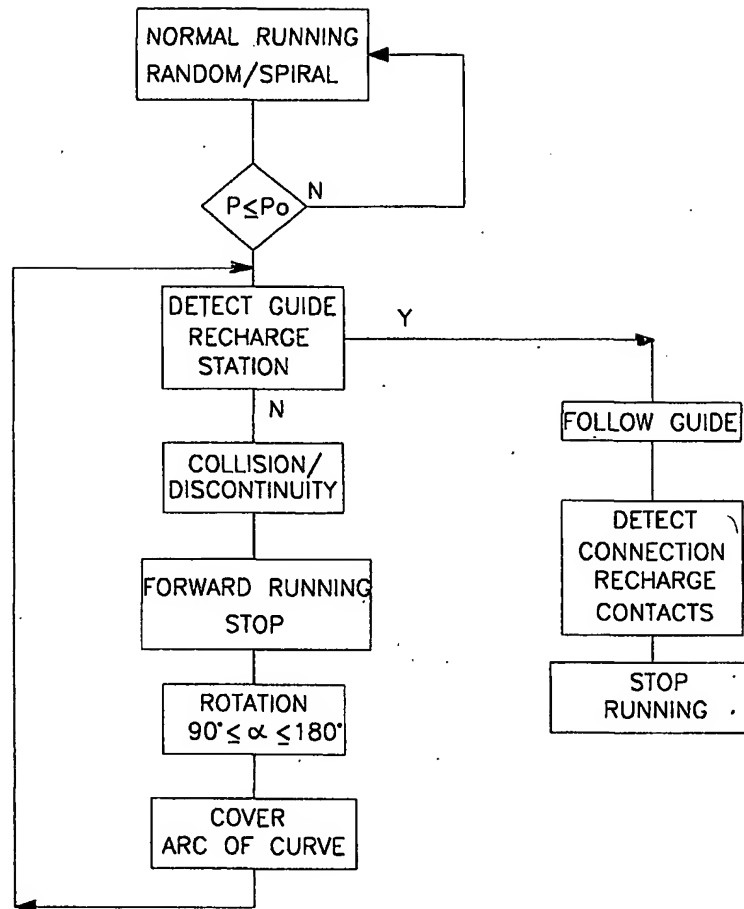 NORMAL RUNNING
RANDOM/SPIRAL
P≤Po
N
DETECT GUIDE
RECHARGE
STATION
Y
N
FOLLOW GUIDE
COLLISION/
DISCONTINUITY
DETECT
CONNECTION
RECHARGE
CONTACTS
FORWARD RUNNING
STOP
STOP
RUNNING
ROTATION
90°≤ α ≤180°
COVER
ARC OF CURVE